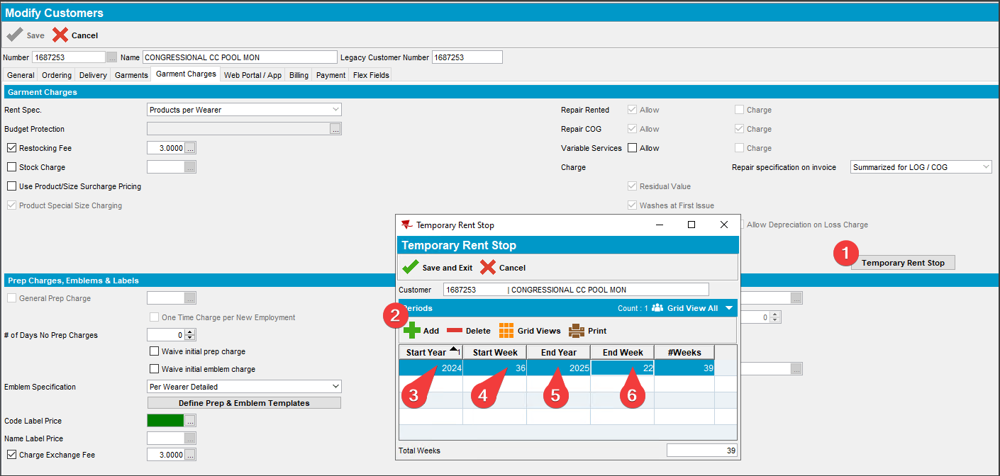 Modify Customers
Save Cancel
Number 1687253 ... Name CONGRESSIONAL CC POOL MON Legacy Customer Number 1687253
General Ordering Delivery Garments Garment Charges Web Portal / App Billing Payment Flex Fields
Garment Charges
Rent Spec. Products per Wearer Repair Rented Allow Charge
Budget Protection ... Repair COG Allow Charge
Restocking Fee 3.0000 ... Variable Services Allow Charge
Stock Charge ... Charge Repair specification on invoice Summarized for LOG / COG
Use Product/Size Surcharge Pricing Residual Value
Product Special Size Charging Washes at First Issue
Allow Depreciation on Loss Charge
1 Temporary Rent Stop
Prep Charges, Emblems & Labels
General Prep Charge ... ...
One Time Charge per New Employment 0
# of Days No Prep Charges 0
Waive initial prep charge
Waive initial emblem charge ...
Emblem Specification Per Wearer Detailed
Define Prep & Emblem Templates
Code Label Price ...
Name Label Price ...
Charge Exchange Fee 3.0000 ...
Temporary Rent Stop
Temporary Rent Stop
Save and Exit Cancel
Customer 1687253 | CONGRESSIONAL CC POOL MON
2 eriods Count : 1 Grid View All
Add Delete Grid Views Print
Start Year 1 Start Week End Year End Week #Weeks
2024 36 2025 22 39
3 4 5 6
Total Weeks 39